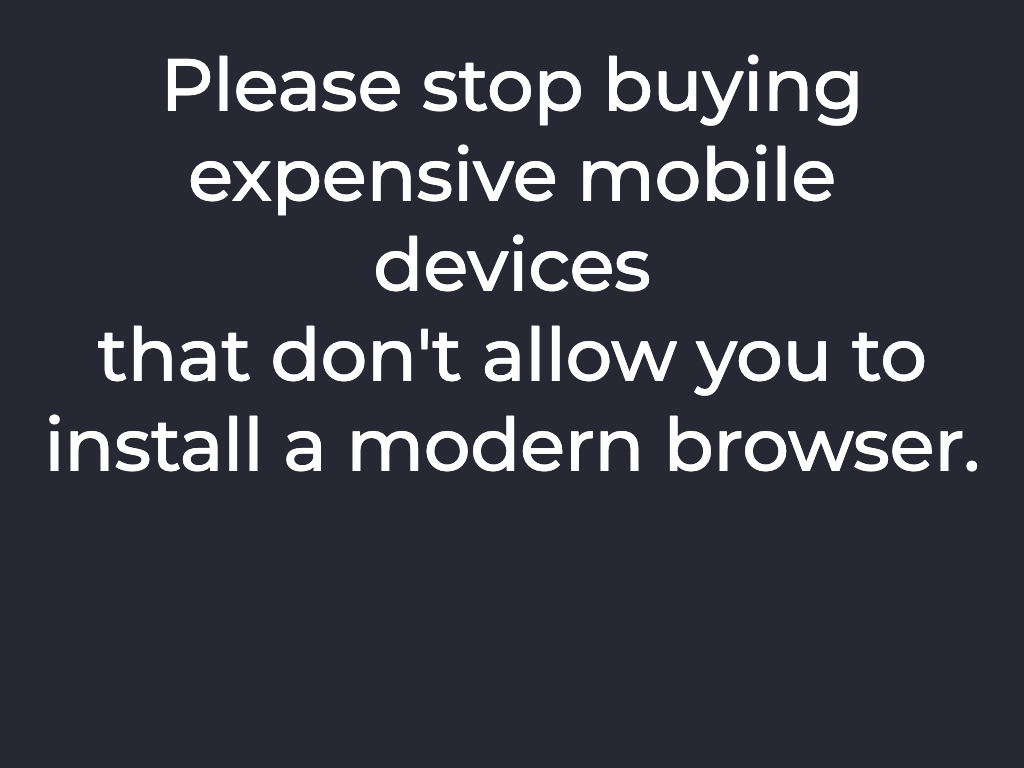 Please stop buying
expensive mobile
devices
that don't allow you to
install a modern browser.